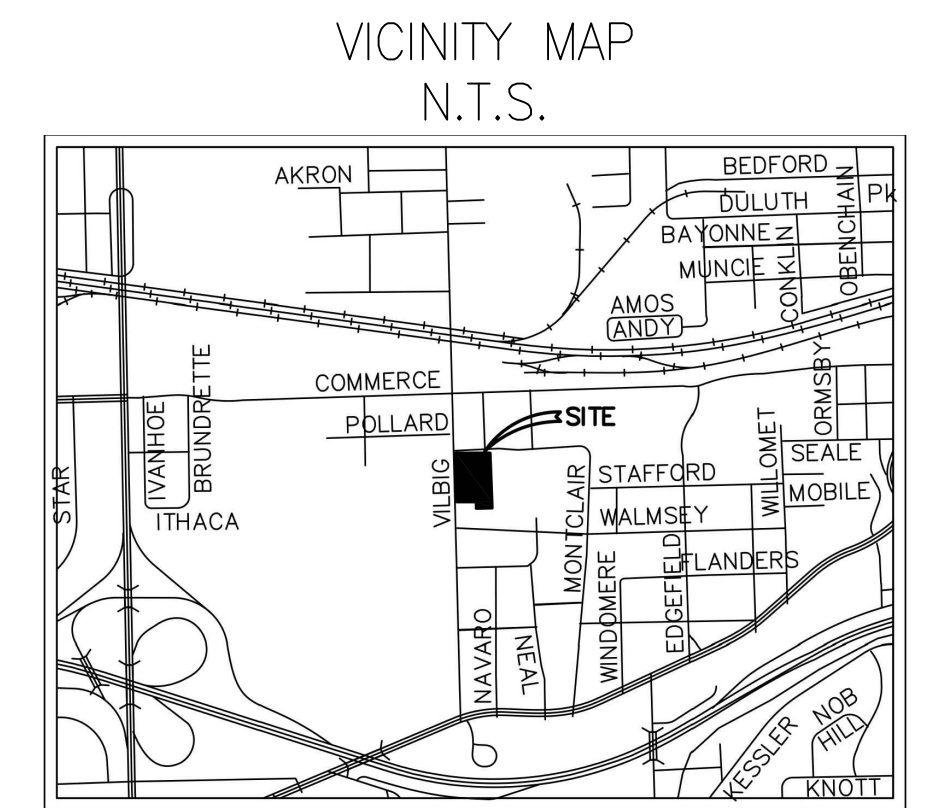 VICINITY MAP
N.T.S.
BEDFORD
AKRON
DULUTH
Pk
OBENCHAIN
BAYONNE
CONKLIN
MUNCIE
AMOS
ANDY
BRUNDRETTE
COMMERCE
ORMSBY
IVANHOE
POLLARD
SITE
WILLOMET
SEALE
STAR
VILBIG
MONTCLAIR
STAFFORD
MOBILE
ITHACA
WALMSEY
WINDOMERE
EDGEFIELD
FLANDERS
NAVARO
NEAL
KESSLER
NOB
HILL
KNOTT